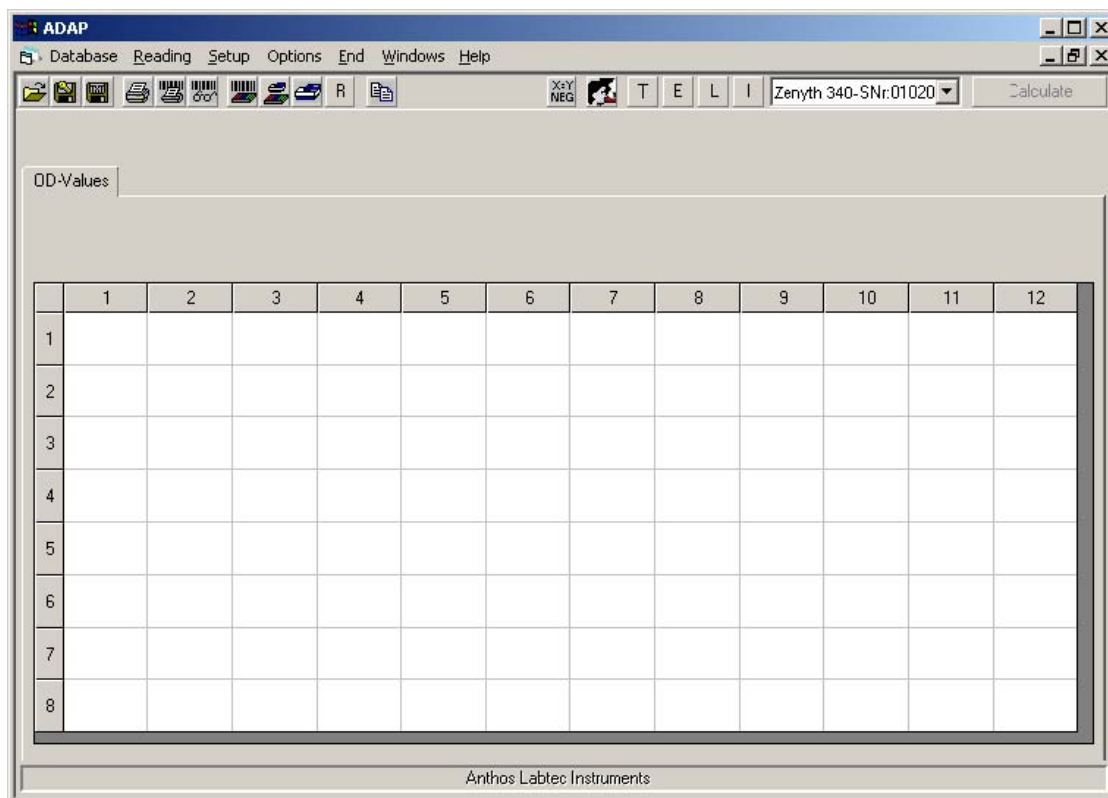 ADAP
Database Reading Setup Options End Windows Help
R X=Y NEG T E L I Zenyth 340-SNr:01020 Calculate
OD-Values
1 2 3 4 5 6 7 8 9 10 11 12
1
2
3
4
5
6
7
8
Anthos Labtec Instruments